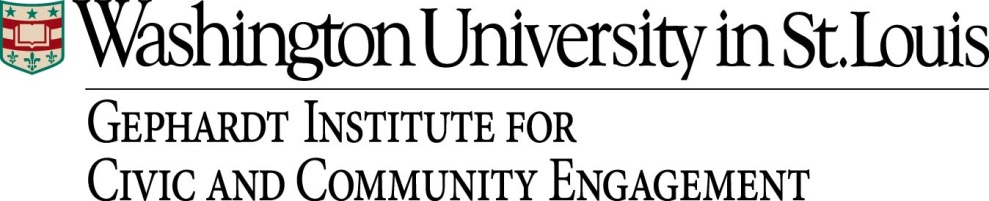 Washington University in St. Louis
GEPHARDT INSTITUTE FOR
CIVIC AND COMMUNITY ENGAGEMENT